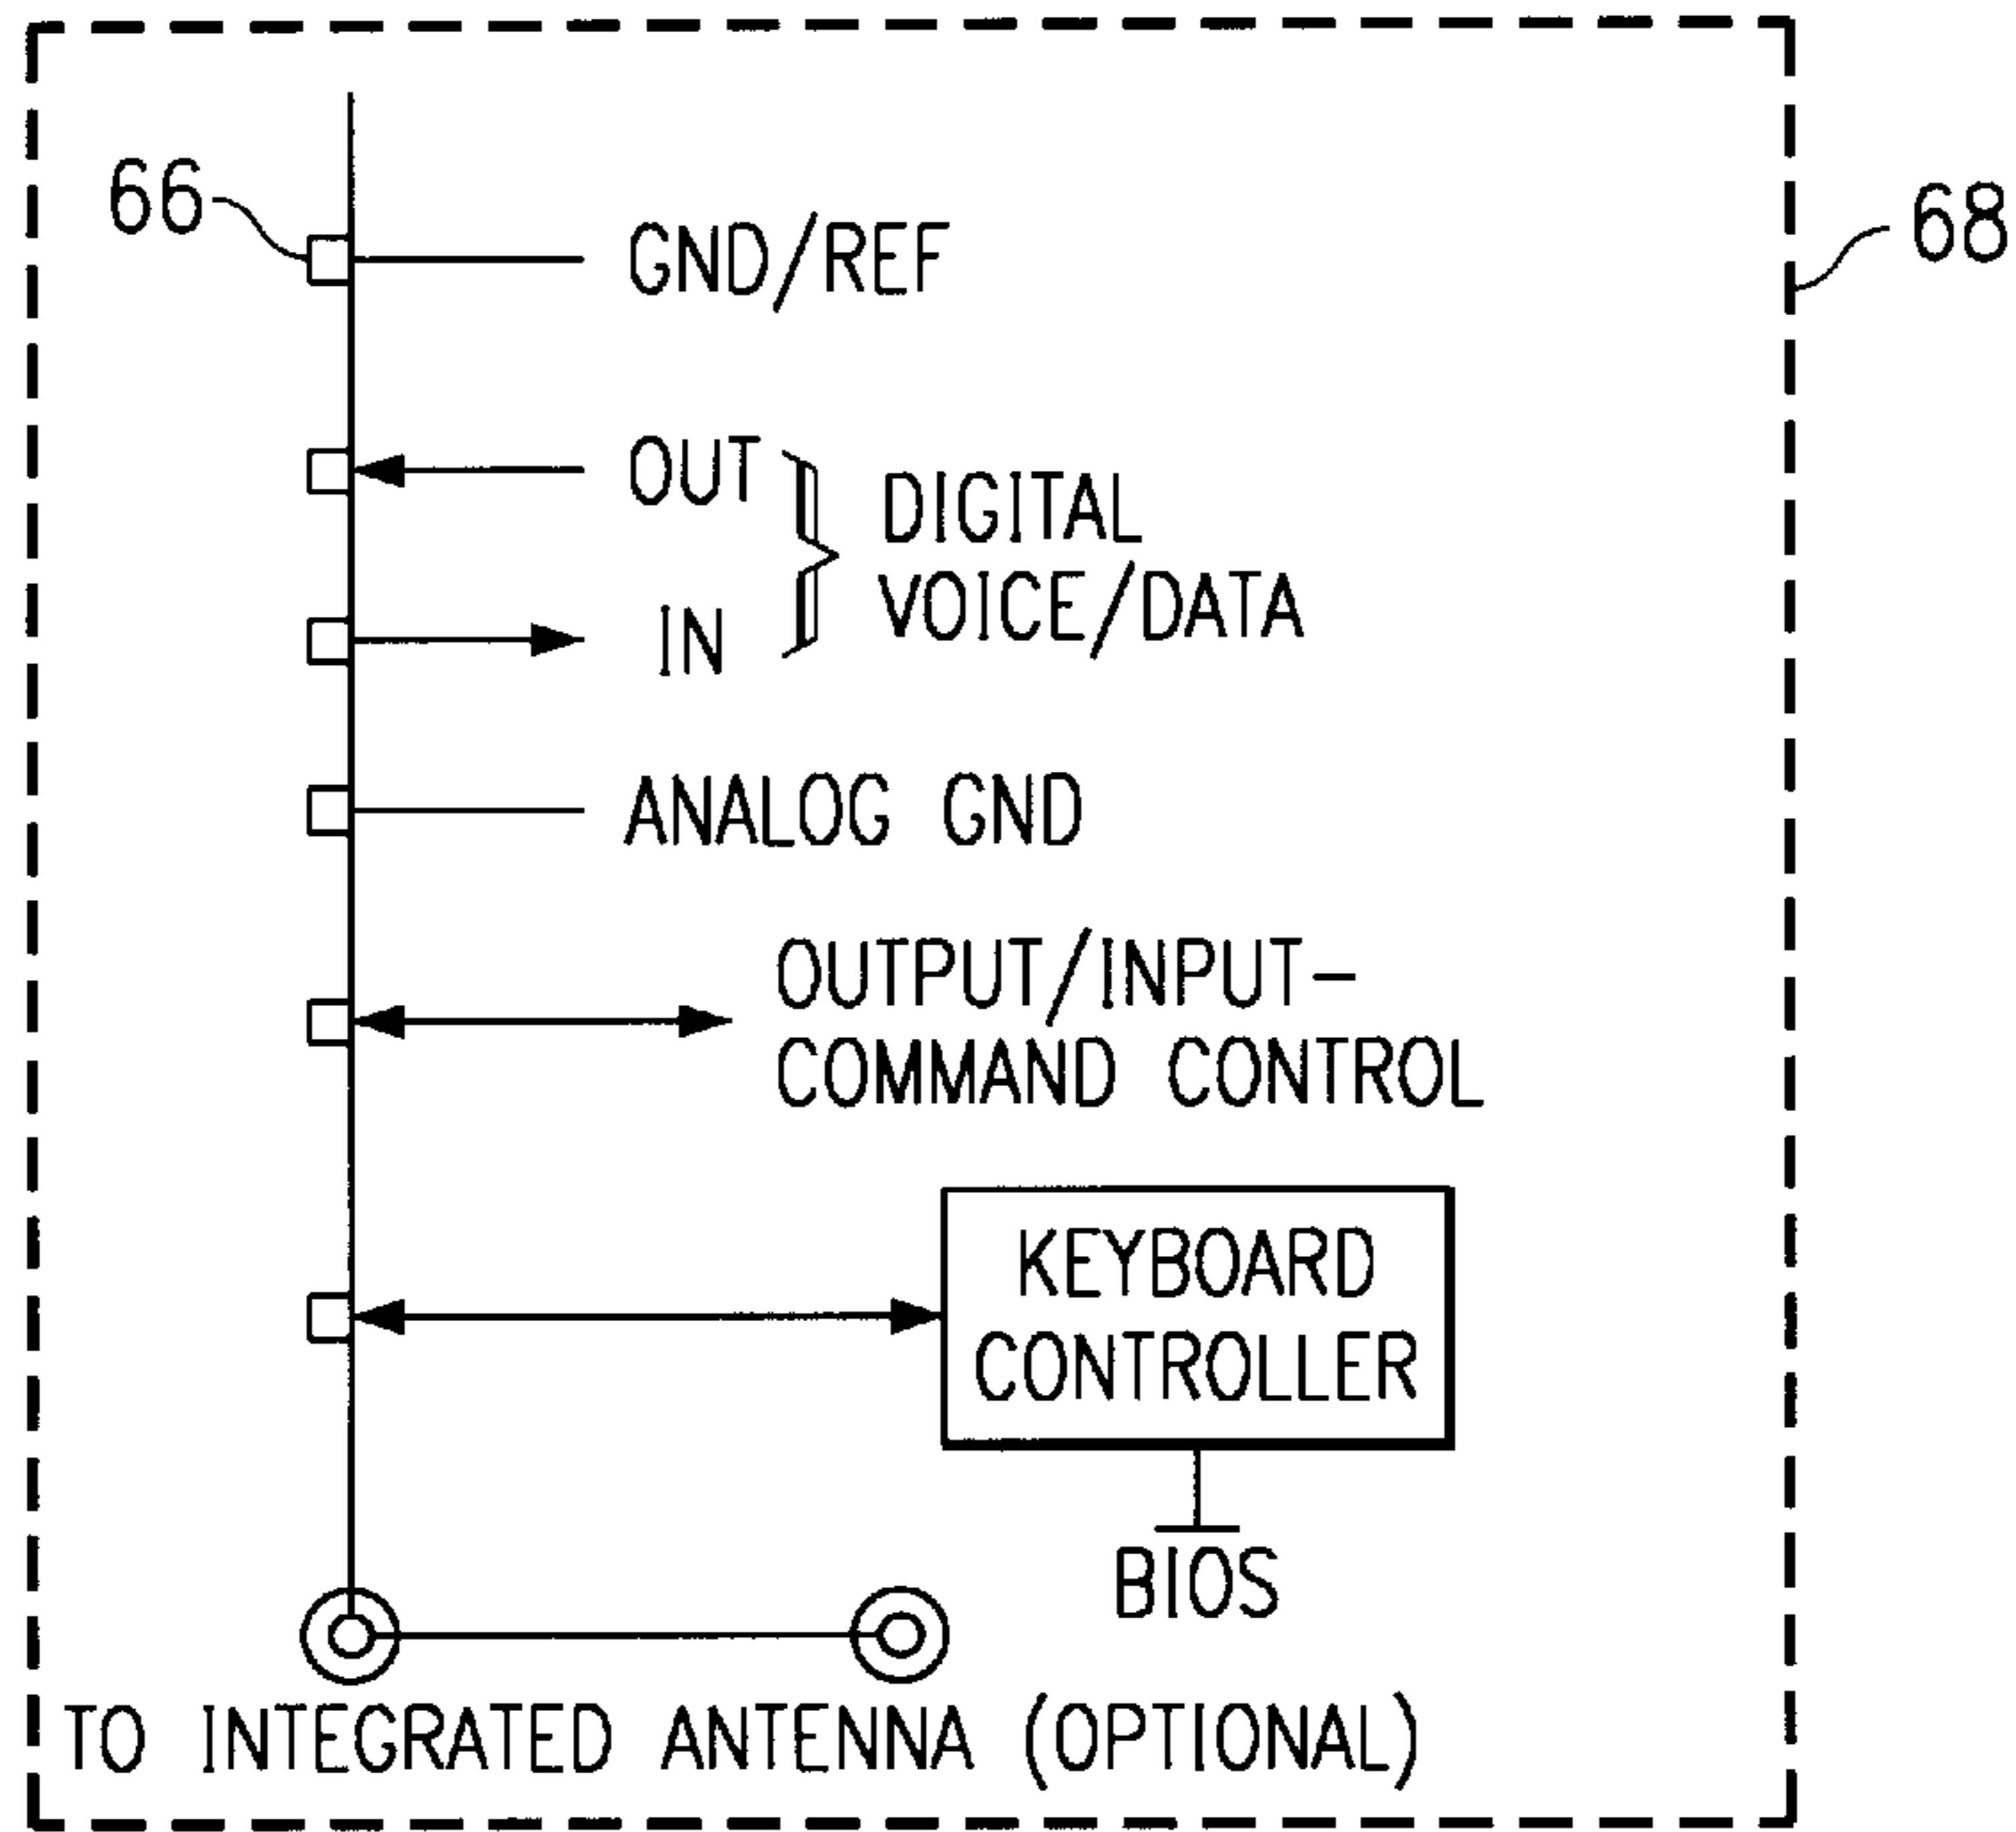 66
68
GND/REF
OUT
IN
DIGITAL
VOICE/DATA
ANALOG GND
OUTPUT/INPUT-
COMMAND CONTROL
KEYBOARD
CONTROLLER
BIOS
TO INTEGRATED ANTENNA (OPTIONAL)